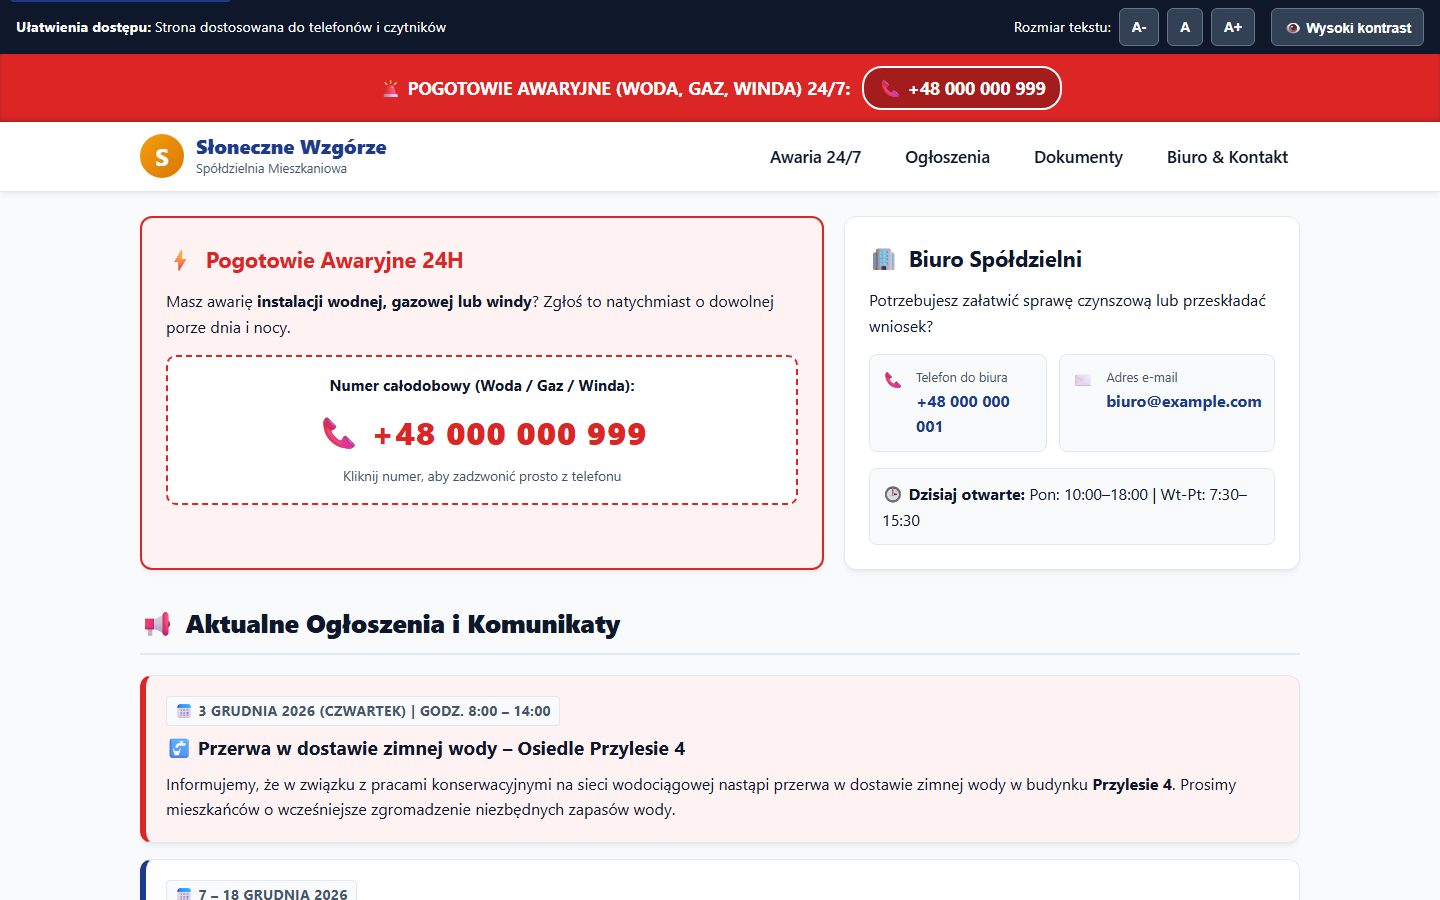 Ułatwienia dostępu: Strona dostosowana do telefonów i czytników
Rozmiar tekstu: A- A A+ Wysoki kontrast
POGOTOWIE AWARYJNE (WODA, GAZ, WINDA) 24/7: +48 000 000 999
S
Słoneczne Wzgórze
Spółdzielnia Mieszkaniowa
Awaria 24/7 Ogłoszenia Dokumenty Biuro & Kontakt
Pogotowie Awaryjne 24H
Masz awarię instalacji wodnej, gazowej lub windy? Zgłoś to natychmiast o dowolnej
porze dnia i nocy.
Numer całodobowy (Woda / Gaz / Winda):
+48 000 000 999
Kliknij numer, aby zadzwonić prosto z telefonu
Biuro Spółdzielni
Potrzebujesz załatwić sprawę czynszową lub przeskładać
wniosek?
Telefon do biura
+48 000 000
001
Adres e-mail
biuro@example.com
Dzisiaj otwarte: Pon: 10:00–18:00 | Wt-Pt: 7:30–
15:30
Aktualne Ogłoszenia i Komunikaty
3 GRUDNIA 2026 (CZWARTEK) | GODZ. 8:00 – 14:00
Przerwa w dostawie zimnej wody – Osiedle Przylesie 4
Informujemy, że w związku z pracami konserwacyjnymi na sieci wodociągowej nastąpi przerwa w dostawie zimnej wody w budynku Przylesie 4. Prosimy
mieszkańców o wcześniejsze zgromadzenie niezbędnych zapasów wody.
7 – 18 GRUDNIA 2026